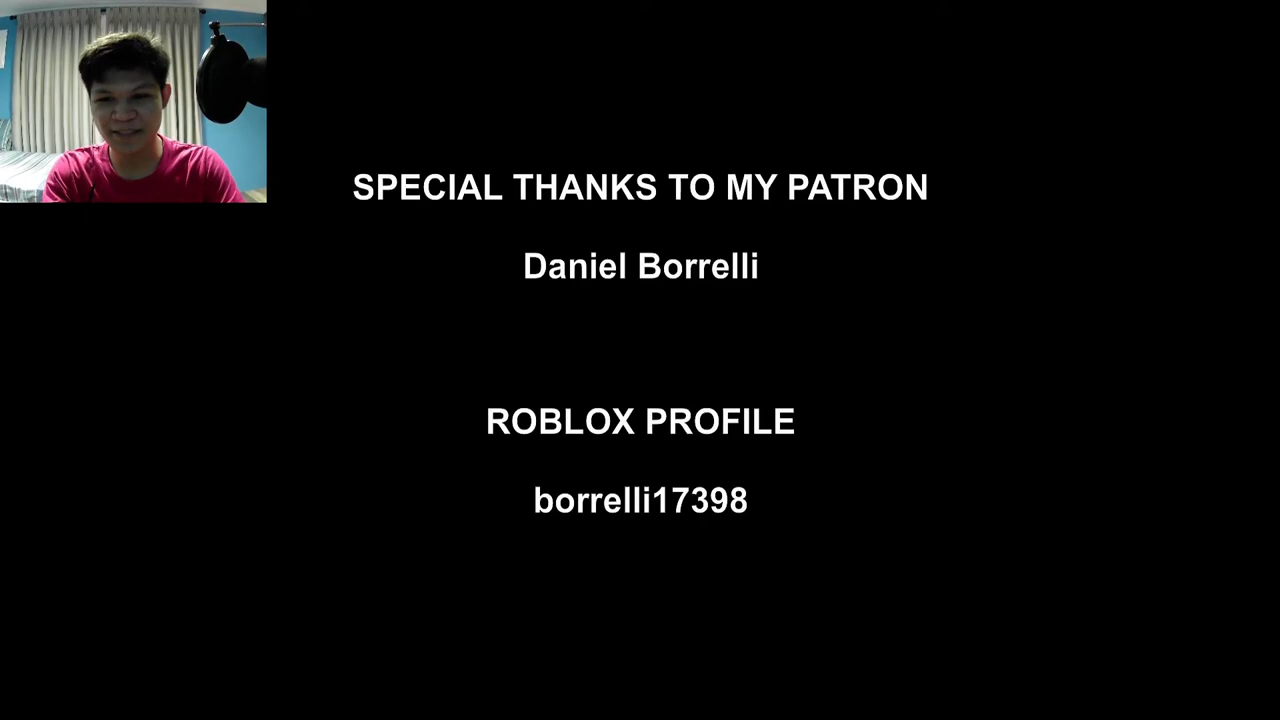 SPECIAL THANKS TO MY PATRON
Daniel Borrelli
ROBLOX PROFILE
borrelli17398